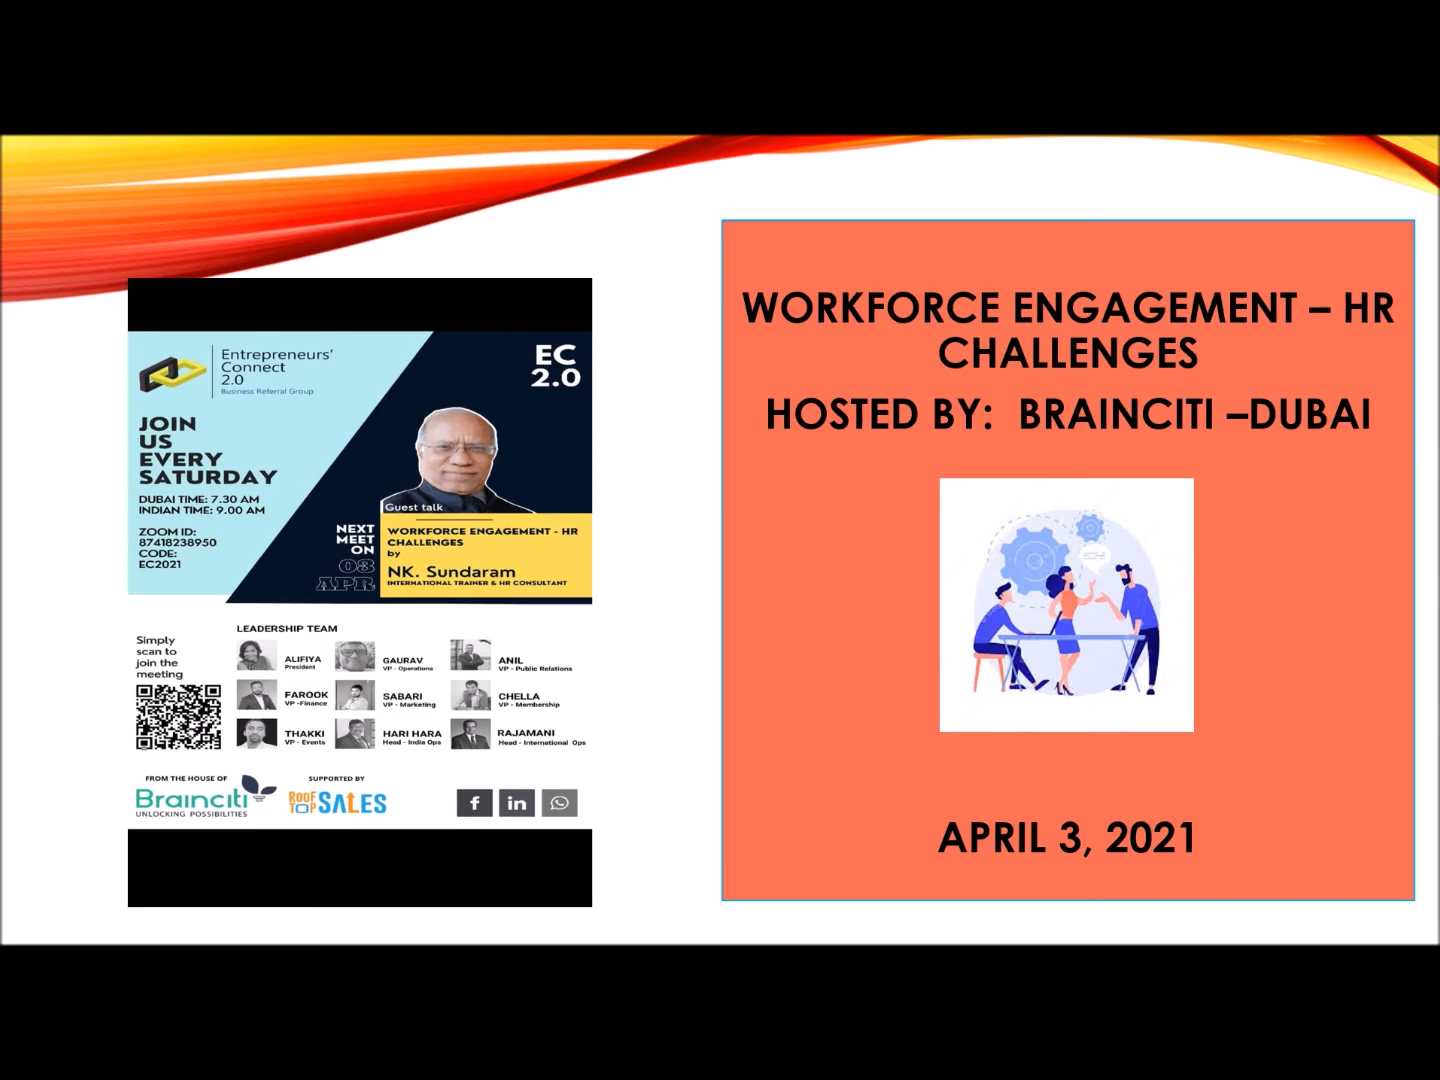 Entrepreneurs'
Connect
2.0
Business Referral Group
EC
2.0
JOIN
US
EVERY
SATURDAY
DUBAI TIME: 7.30 AM
INDIAN TIME: 9.00 AM
ZOOM ID:
87418238950
CODE:
EC2021
Guest talk
NEXT
MEET
ON
03
APR
WORKFORCE ENGAGEMENT - HR
CHALLENGES
by
NK. Sundaram
INTERNATIONAL TRAINER & HR CONSULTANT
Simply
scan to
join the
meeting
LEADERSHIP TEAM
ALIFIYA
President
GAURAV
VP - Operations
ANIL
VP - Public Relations
FAROOK
VP -Finance
SABARI
VP - Marketing
CHELLA
VP - Membership
THAKKI
VP - Events
HARI HARA
Head - India Ops
RAJAMANI
Head - International Ops
FROM THE HOUSE OF
Brainciti
UNLOCKING POSSIBILITIES
SUPPORTED BY
ROOF
TOP SALES
f in
WORKFORCE ENGAGEMENT – HR
CHALLENGES
HOSTED BY: BRAINCITI –DUBAI
APRIL 3, 2021